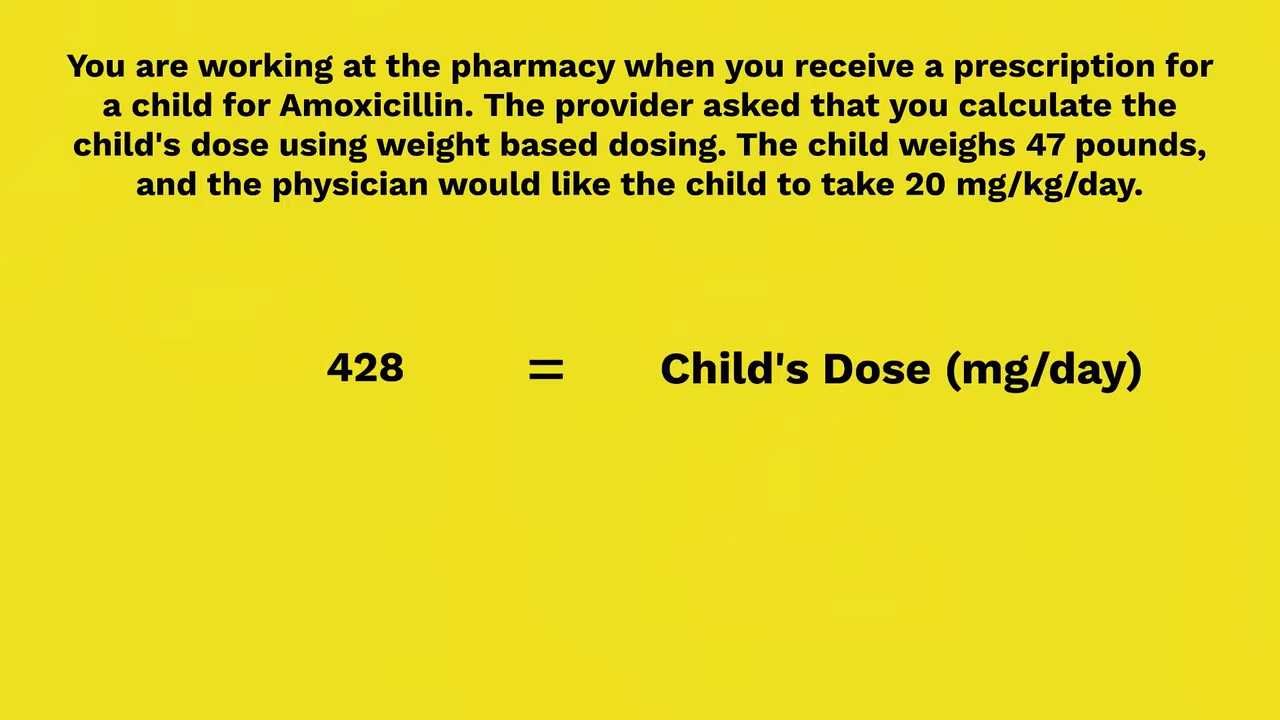 You are working at the pharmacy when you receive a prescription for
a child for Amoxicillin. The provider asked that you calculate the
child's dose using weight based dosing. The child weighs 47 pounds,
and the physician would like the child to take 20 mg/kg/day.
428 = Child's Dose (mg/day)